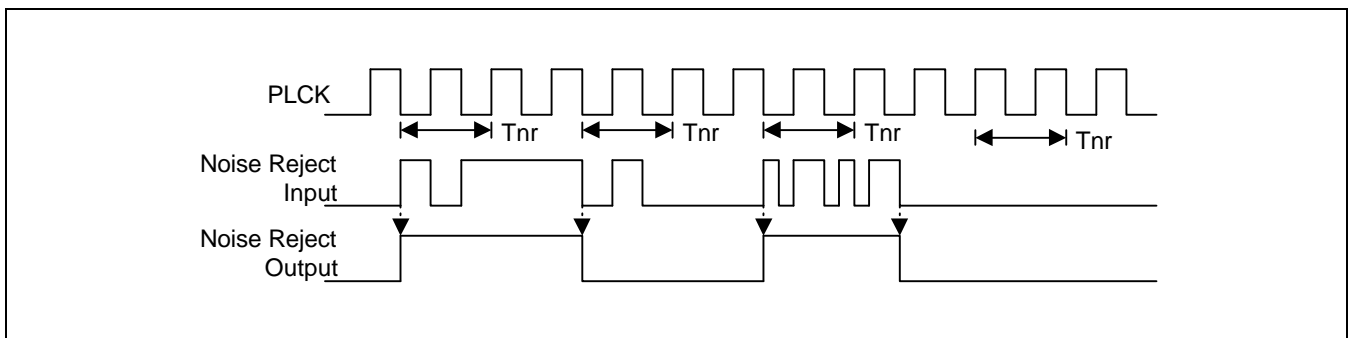 PLCK
Tnr Tnr Tnr Tnr
Noise Reject
Input
Noise Reject
Output